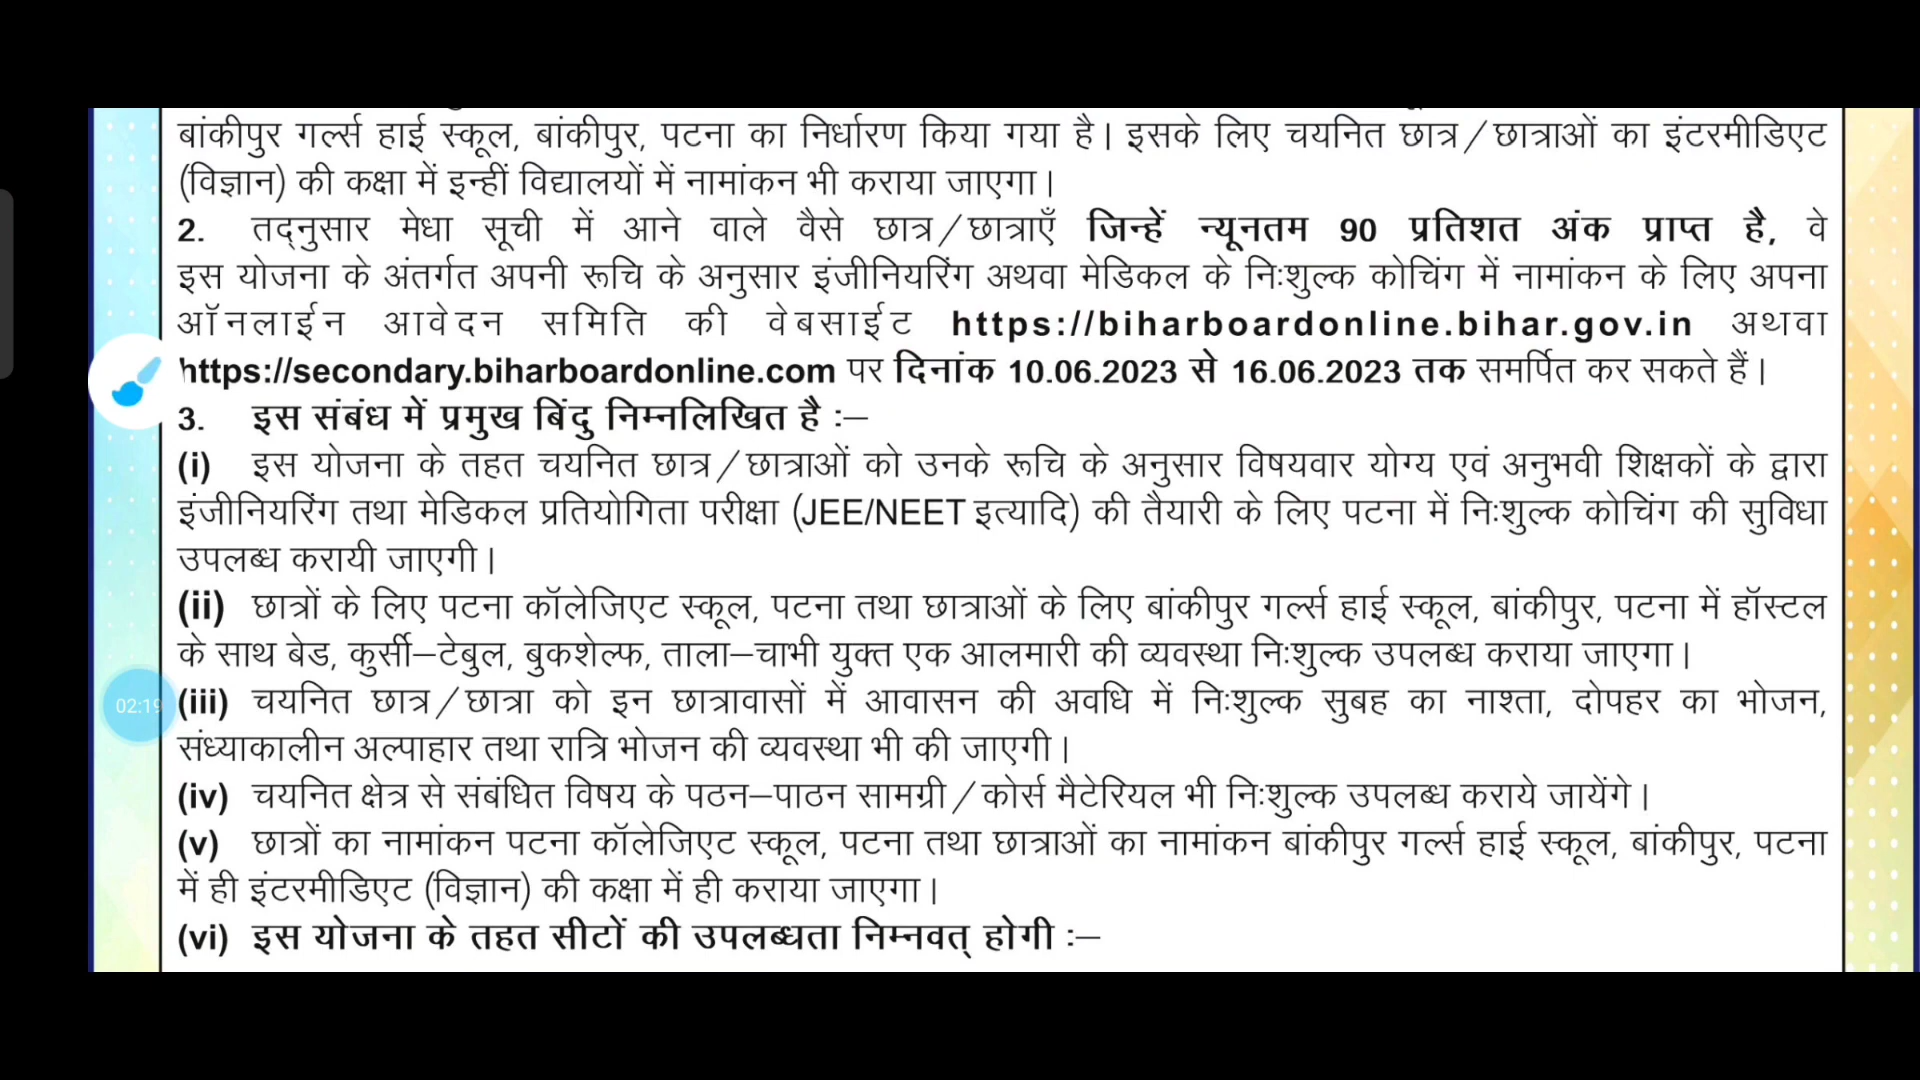 बांकीपुर गर्ल्स हाई स्कूल, बांकीपुर, पटना का निर्धारण किया गया है। इसके लिए चयनित छात्र/छात्राओं का इंटरमीडिएट
(विज्ञान) की कक्षा में इन्हीं विद्यालयों में नामांकन भी कराया जाएगा।
2. तद्नुसार मेधा सूची में आने वाले वैसे छात्र/छात्राएँ जिन्हें न्यूनतम 90 प्रतिशत अंक प्राप्त है, वे
इस योजना के अंतर्गत अपनी रूचि के अनुसार इंजीनियरिंग अथवा मेडिकल के निःशुल्क कोचिंग में नामांकन के लिए अपना
ऑनलाईन आवेदन समिति की वेबसाईट https://biharboardonline.bihar.gov.in अथवा
https://secondary.biharboardonline.com पर दिनांक 10.06.2023 से 16.06.2023 तक समर्पित कर सकते हैं।
3. इस संबंध में प्रमुख बिंदु निम्नलिखित है :–
(i) इस योजना के तहत चयनित छात्र/छात्राओं को उनके रूचि के अनुसार विषयवार योग्य एवं अनुभवी शिक्षकों के द्वारा
इंजीनियरिंग तथा मेडिकल प्रतियोगिता परीक्षा (JEE/NEET इत्यादि) की तैयारी के लिए पटना में निःशुल्क कोचिंग की सुविधा
उपलब्ध करायी जाएगी।
(ii) छात्रों के लिए पटना कॉलेजिएट स्कूल, पटना तथा छात्राओं के लिए बांकीपुर गर्ल्स हाई स्कूल, बांकीपुर, पटना में हॉस्टल
के साथ बेड, कुर्सी–टेबुल, बुकशेल्फ, ताला–चाभी युक्त एक आलमारी की व्यवस्था निःशुल्क उपलब्ध कराया जाएगा।
02:19 (iii) चयनित छात्र/छात्रा को इन छात्रावासों में आवासन की अवधि में निःशुल्क सुबह का नाश्ता, दोपहर का भोजन,
संध्याकालीन अल्पाहार तथा रात्रि भोजन की व्यवस्था भी की जाएगी।
(iv) चयनित क्षेत्र से संबंधित विषय के पठन–पाठन सामग्री/कोर्स मैटेरियल भी निःशुल्क उपलब्ध कराये जायेंगे।
(v) छात्रों का नामांकन पटना कॉलेजिएट स्कूल, पटना तथा छात्राओं का नामांकन बांकीपुर गर्ल्स हाई स्कूल, बांकीपुर, पटना
में ही इंटरमीडिएट (विज्ञान) की कक्षा में ही कराया जाएगा।
(vi) इस योजना के तहत सीटों की उपलब्धता निम्नवत् होगी :–